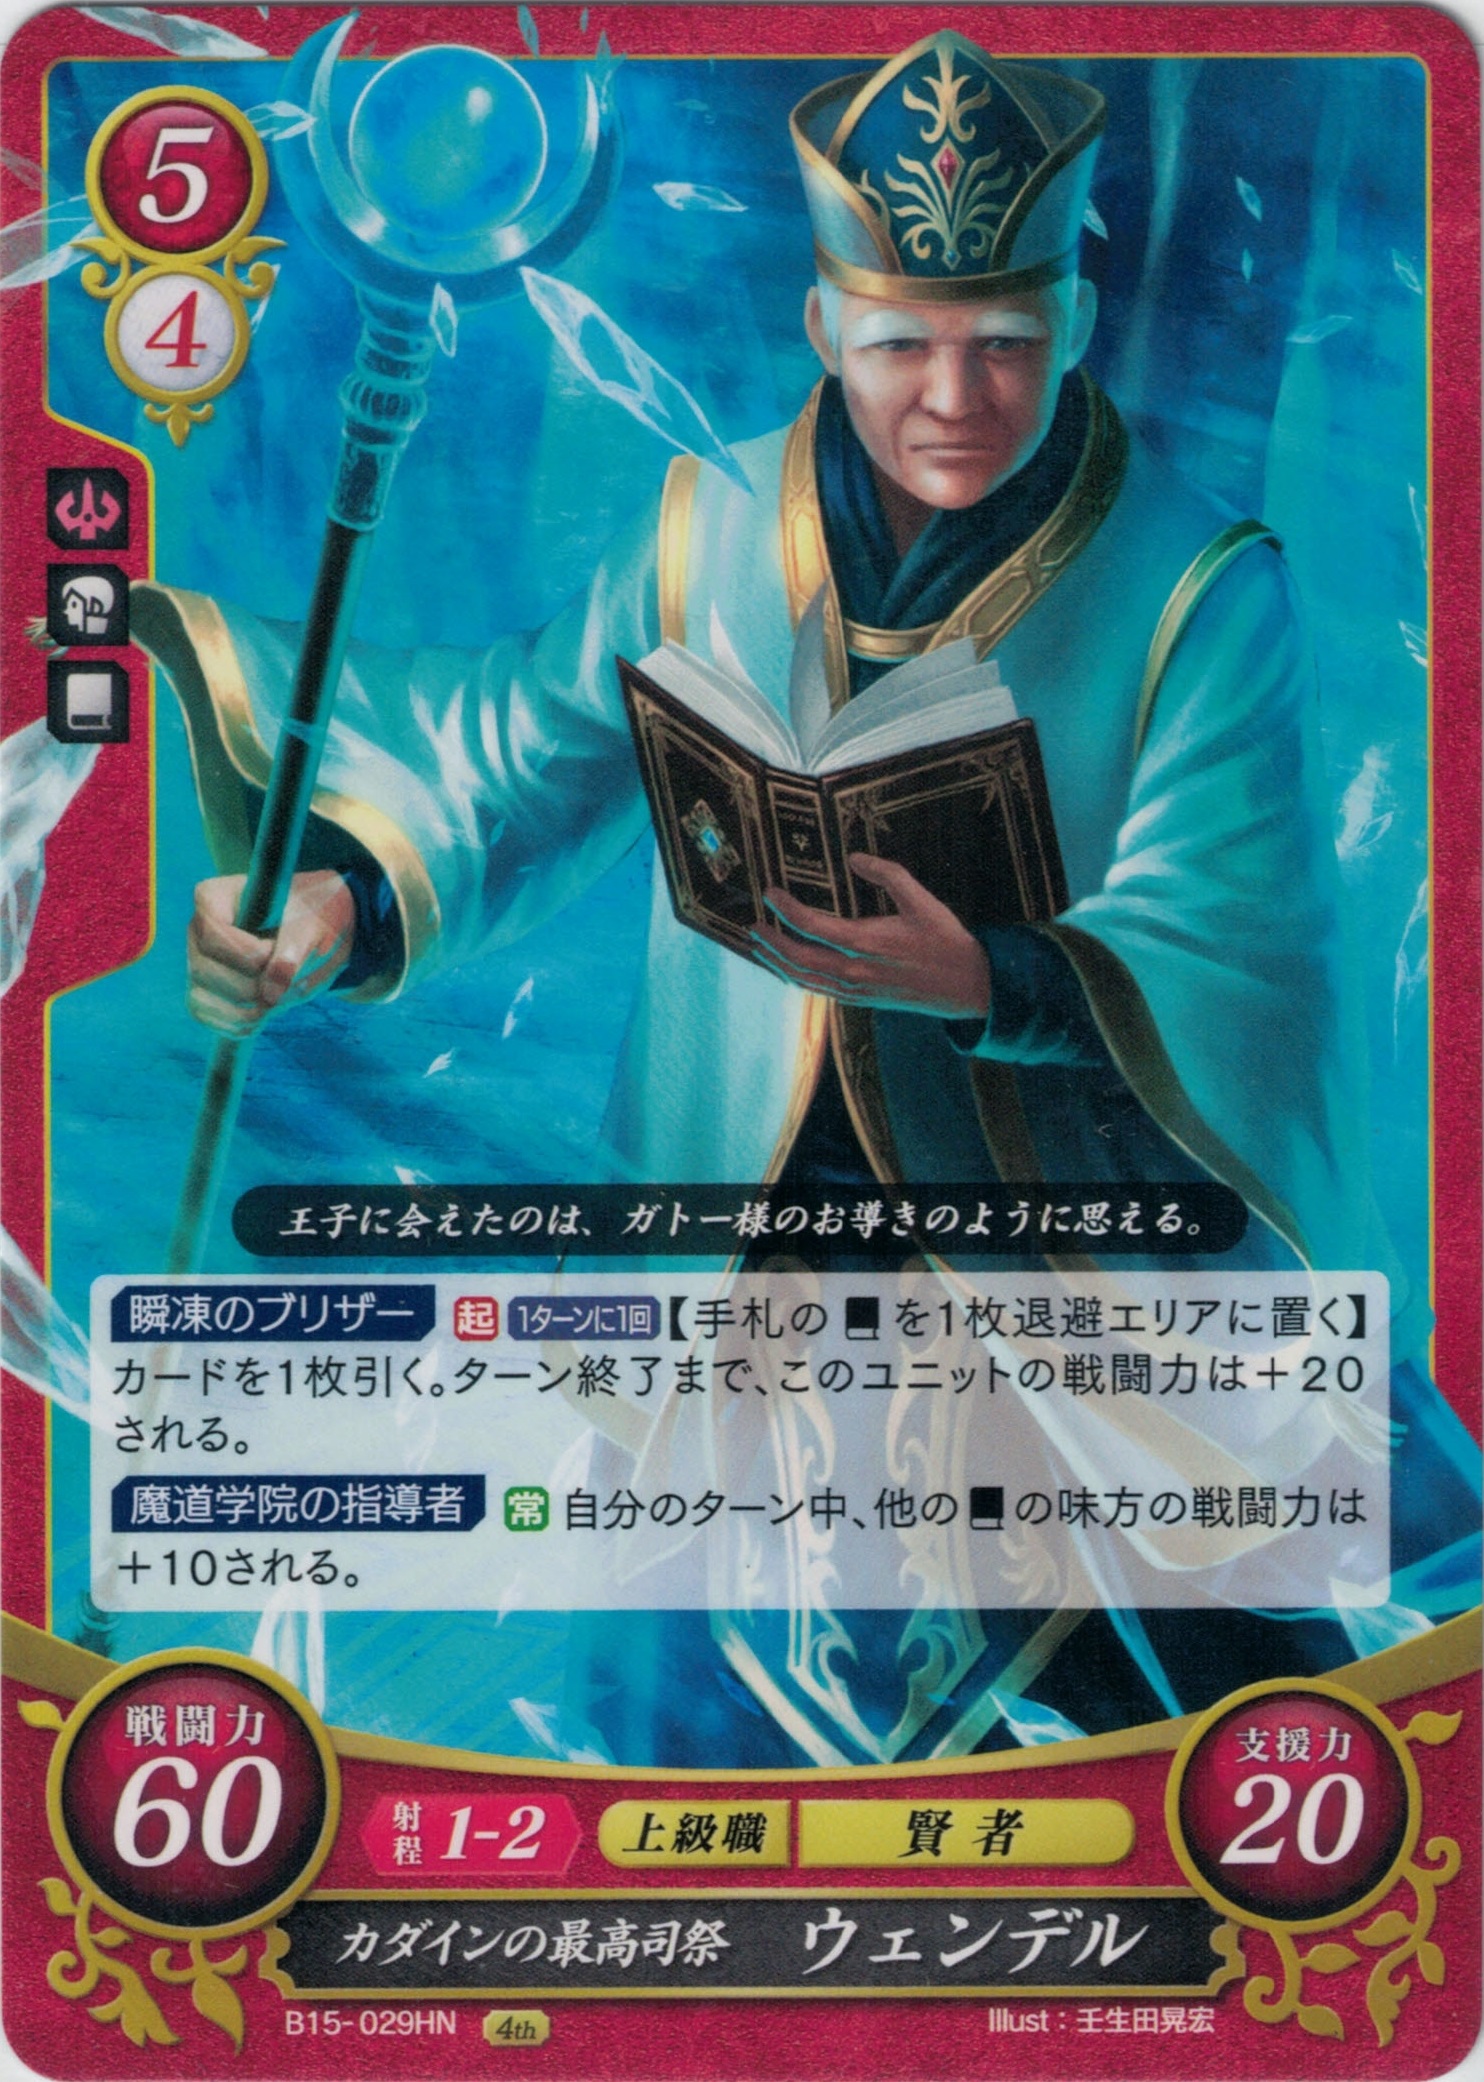 5
4
王子に会えたのは、ガトー様のお導きのように思える。
瞬凍のブリザー 起 1ターンに1回【手札の を1枚退避エリアに置く】
カードを1枚引く。ターン終了まで、このユニットの戦闘力は+20
される。
魔道学院の指導者 常 自分のターン中、他の の味方の戦闘力は
+10される。
戦闘力
60
射程 1-2
上級職 賢者
支援力
20
カダインの最高司祭 ウェンデル
B15-029HN 4th
Illust:壬生田晃宏